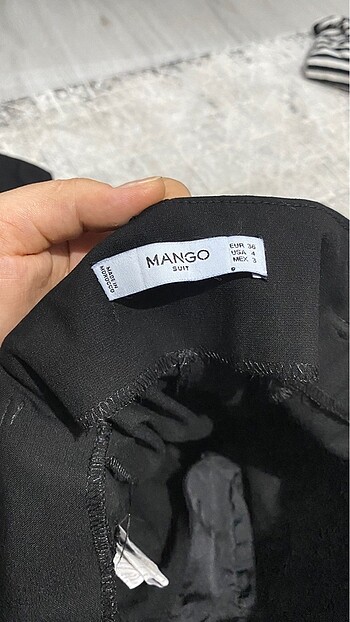 MADE IN
MOROCCO
MANGO
SUIT
EUR 36
USA 4
MEX 3